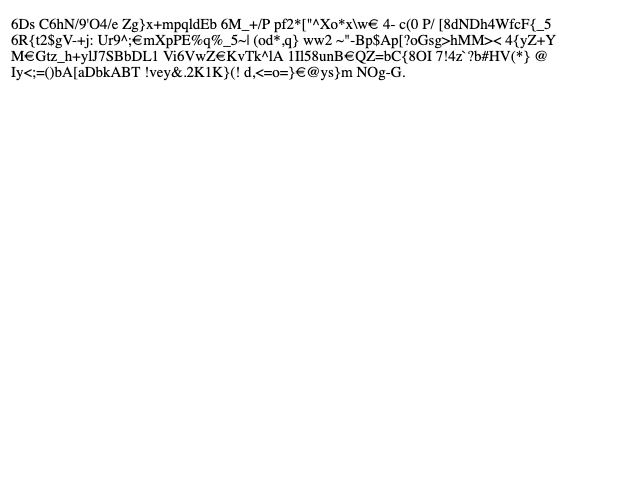 6Ds C6hN/9'O4/e Zg}x+mpqldEb 6M_+/P pf2*["^Xo*x\w€ 4- c(0 P/ [8dNDh4WfcF{_5
6R{t2$gV-+j: Ur9^;€mXpPE%q%_5~| (od*,q} ww2 ~"-Bp$Ap[?oGsg>hMM>< 4{yZ+Y
M€Gtz_h+ylJ7SBbDL1 Vi6VwZ€KvTk^lA 1Il58unB€QZ=bC{8OI 7!4z`?b#HV(*} @
Iy<;=()bA[aDbkABT !vey&.2K1K}(! d,<=o=}€@ys}m NOg-G.